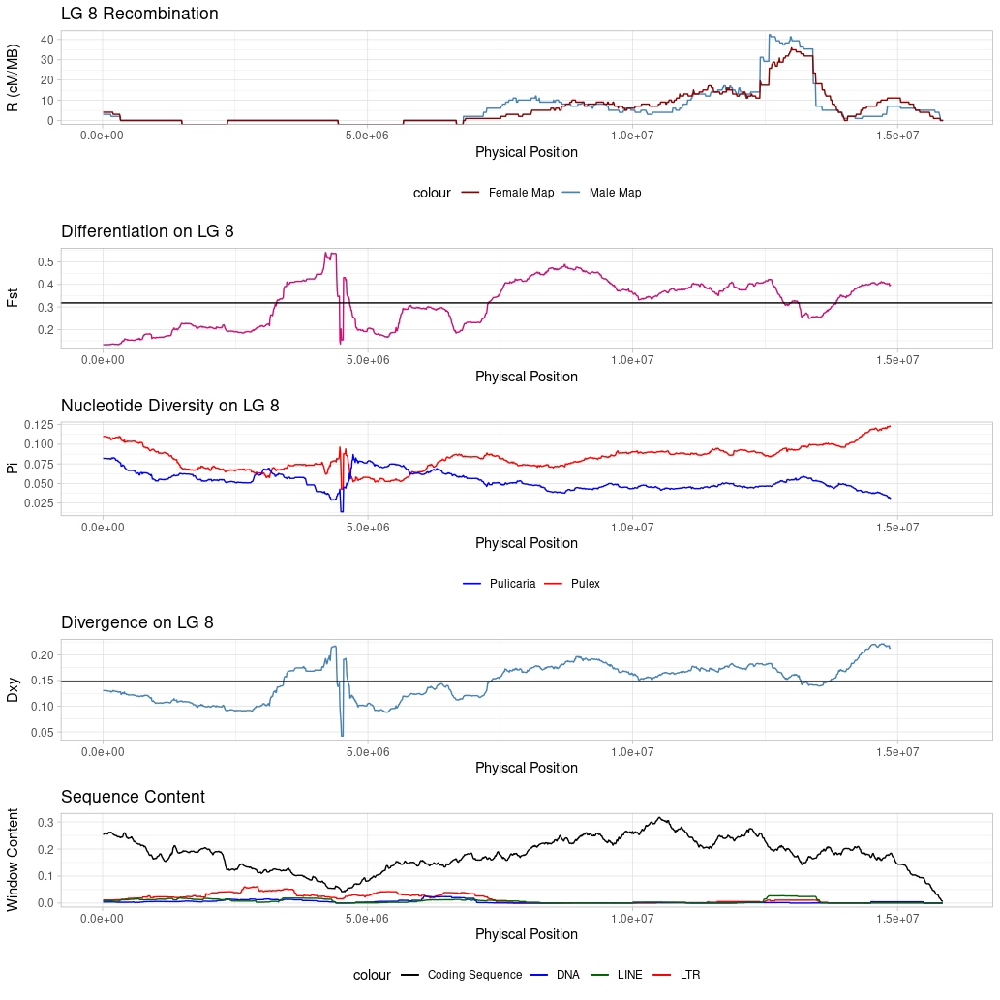 LG 8 Recombination
R (cM/MB)
40
30
20
10
0
0.0e+00 5.0e+06 1.0e+07 1.5e+07
Physical Position
colour Female Map Male Map
Differentiation on LG 8
Fst
0.5
0.4
0.3
0.2
0.0e+00 5.0e+06 1.0e+07 1.5e+07
Phyiscal Position
Nucleotide Diversity on LG 8
Pi
0.125
0.100
0.075
0.050
0.025
0.0e+00 5.0e+06 1.0e+07 1.5e+07
Phyiscal Position
Pulicaria Pulex
Divergence on LG 8
Dxy
0.20
0.15
0.10
0.05
0.0e+00 5.0e+06 1.0e+07 1.5e+07
Phyiscal Position
Sequence Content
Window Content
0.3
0.2
0.1
0.0
0.0e+00 5.0e+06 1.0e+07 1.5e+07
Phyiscal Position
colour Coding Sequence DNA LINE LTR